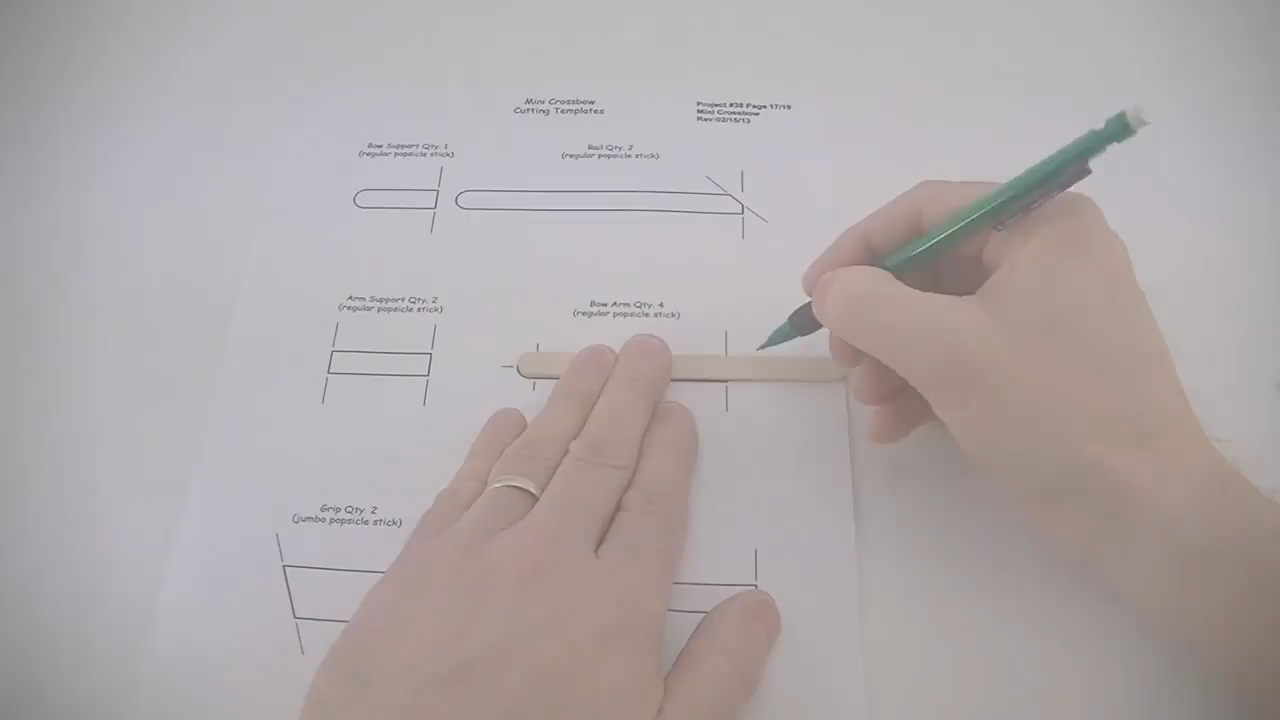 Mini Crossbow
Cutting Templates
Project #38 Page 17/19
Mini Crossbow
Rev:02/15/13
Bow Support Qty. 1
(regular popsicle stick)
Rail Qty. 2
(regular popsicle stick)
Arm Support Qty. 2
(regular popsicle stick)
Bow Arm Qty. 4
(regular popsicle stick)
Grip Qty. 2
(jumbo popsicle stick)